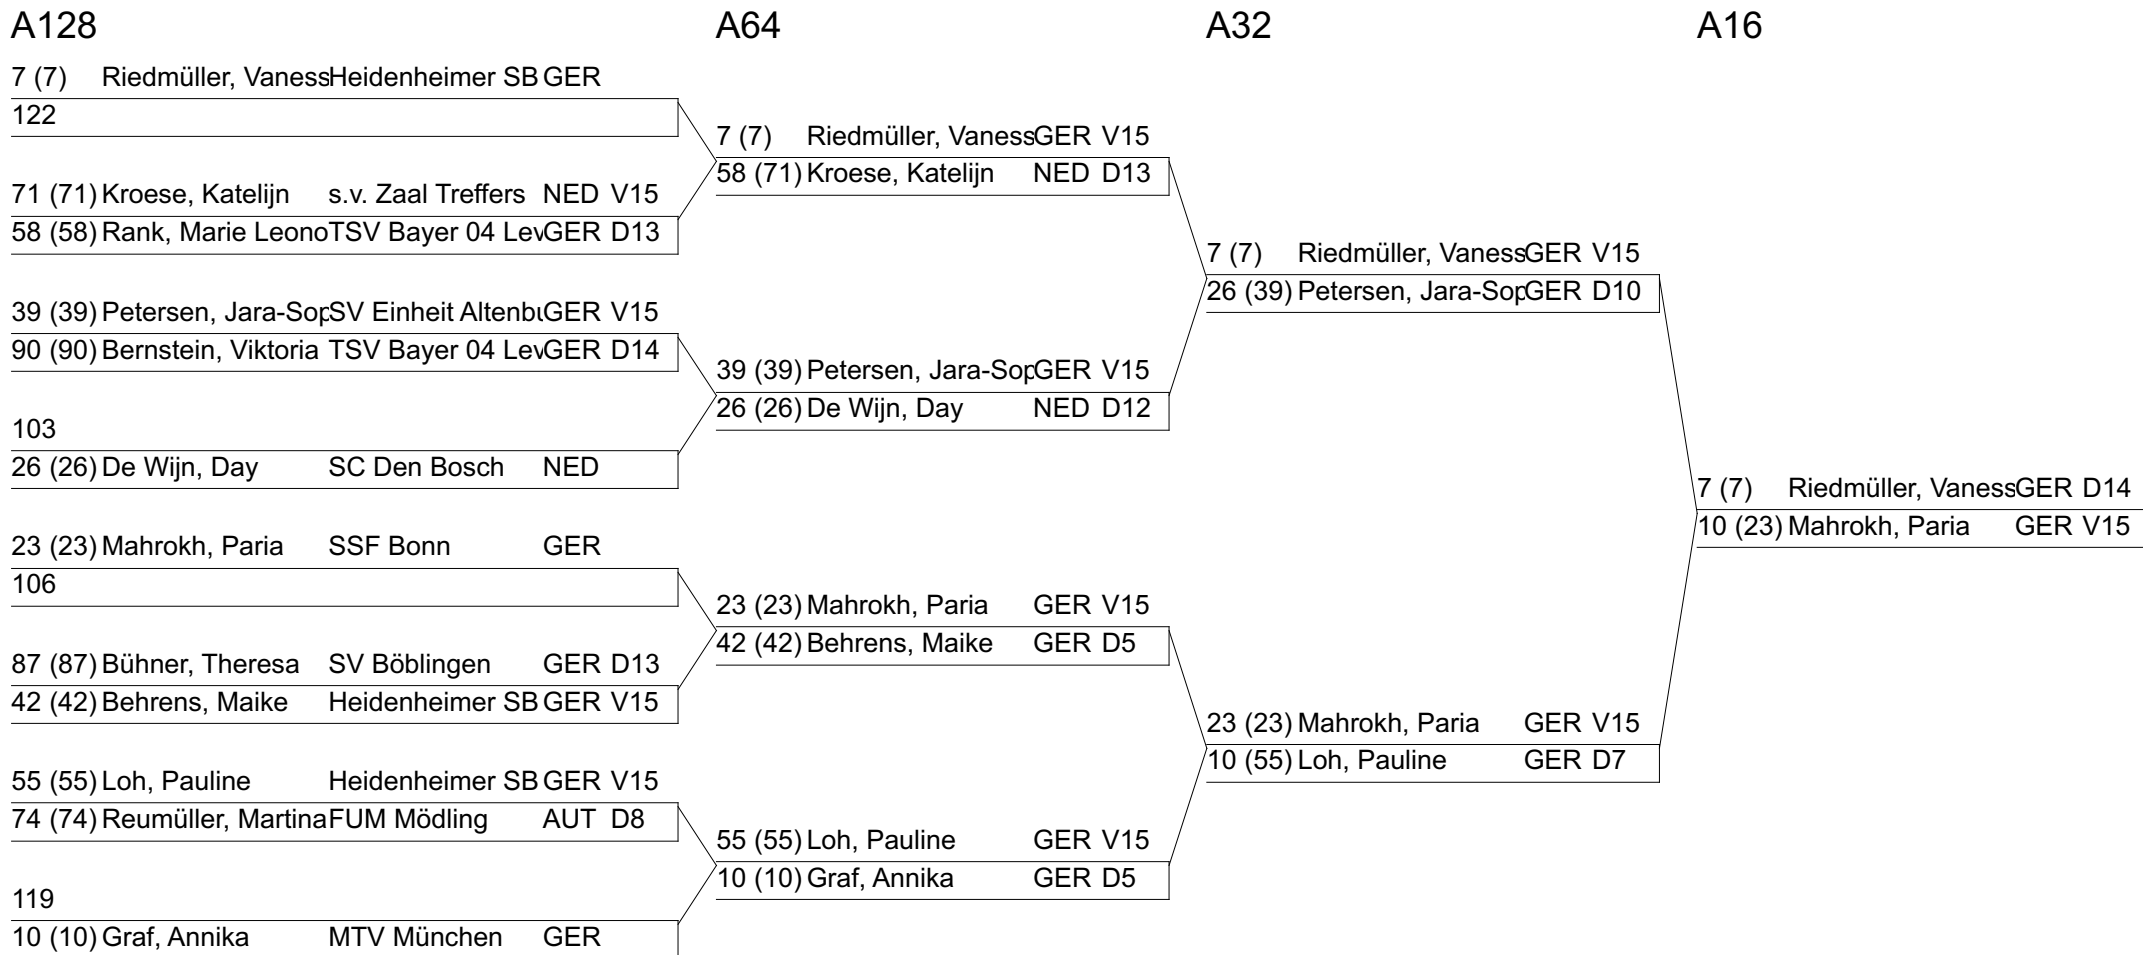 A128 A64 A32 A16
7 (7) Riedmüller, Vaness Heidenheimer SB GER
122
7 (7) Riedmüller, Vaness GER V15
58 (71) Kroese, Katelijn NED D13
71 (71) Kroese, Katelijn s.v. Zaal Treffers NED V15
58 (58) Rank, Marie Leono TSV Bayer 04 Lev GER D13
7 (7) Riedmüller, Vaness GER V15
26 (39) Petersen, Jara-Sop GER D10
39 (39) Petersen, Jara-Sop SV Einheit Altenbu GER V15
90 (90) Bernstein, Viktoria TSV Bayer 04 Lev GER D14
39 (39) Petersen, Jara-Sop GER V15
26 (26) De Wijn, Day NED D12
103
26 (26) De Wijn, Day SC Den Bosch NED
7 (7) Riedmüller, Vaness GER D14
10 (23) Mahrokh, Paria GER V15
23 (23) Mahrokh, Paria SSF Bonn GER
106
23 (23) Mahrokh, Paria GER V15
42 (42) Behrens, Maike GER D5
87 (87) Bühner, Theresa SV Böblingen GER D13
42 (42) Behrens, Maike Heidenheimer SB GER V15
23 (23) Mahrokh, Paria GER V15
10 (55) Loh, Pauline GER D7
55 (55) Loh, Pauline Heidenheimer SB GER V15
74 (74) Reumüller, Martina FUM Mödling AUT D8
55 (55) Loh, Pauline GER V15
10 (10) Graf, Annika GER D5
119
10 (10) Graf, Annika MTV München GER